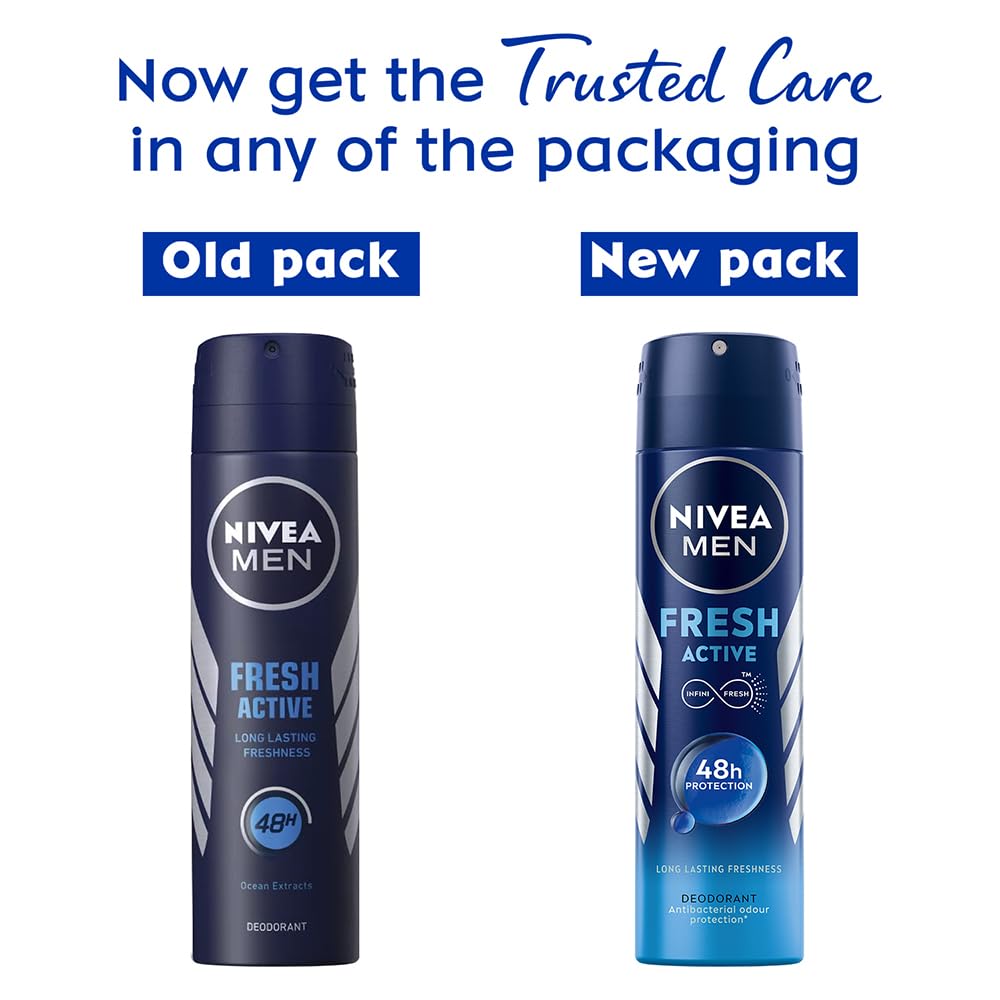 Now get the Trusted Care
in any of the packaging
Old pack
New pack
NIVEA
MEN
FRESH
ACTIVE
LONG LASTING
FRESHNESS
48H
Ocean Extracts
DEODORANT
NIVEA
MEN
FRESH
ACTIVE
TM
INFINI FRESH
48h
PROTECTION
LONG LASTING FRESHNESS
DEODORANT
Antibacterial odour
protection*